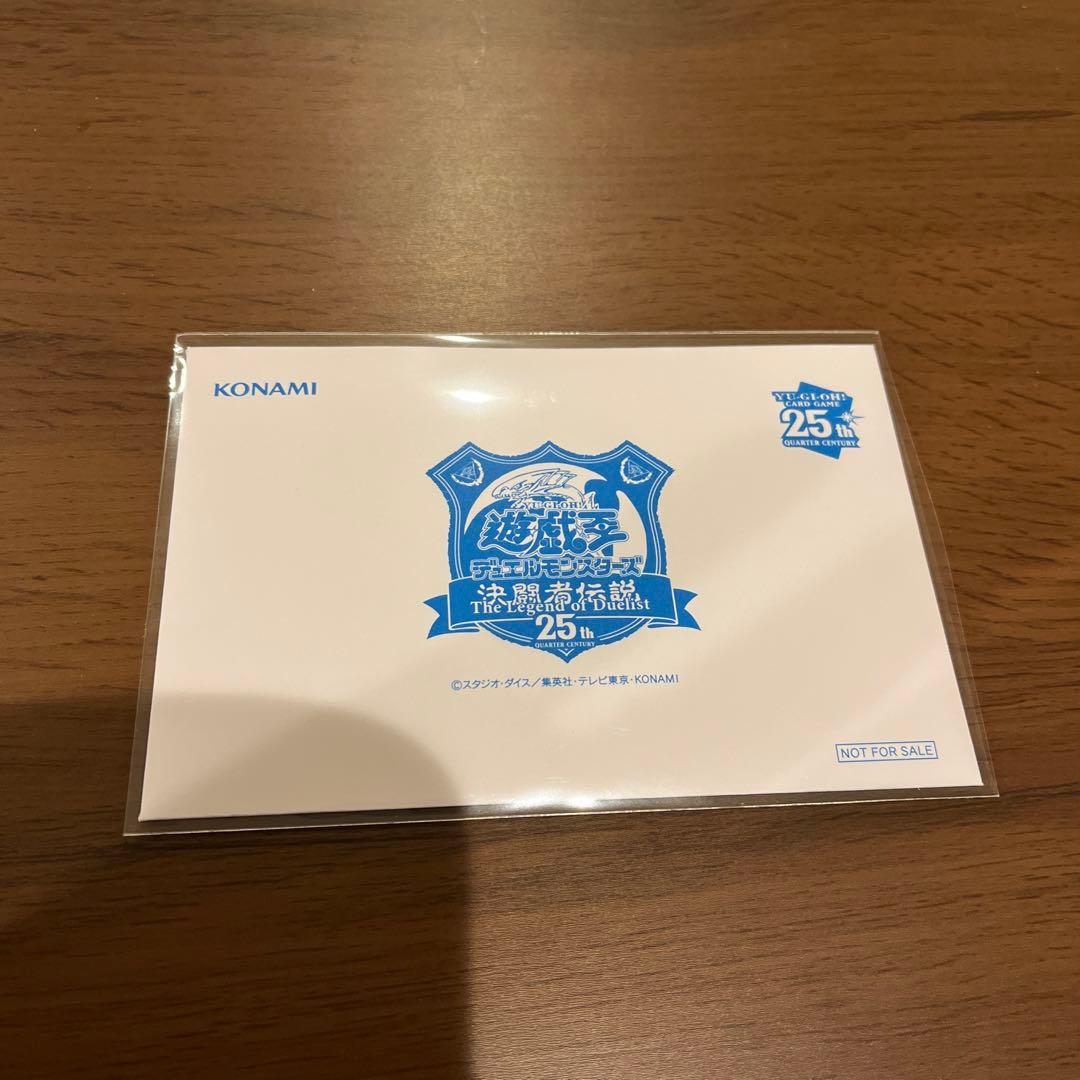 KONAMI
YU-GI-OH!
CARD GAME
25th
QUARTER CENTURY
YU-GI-OH!
遊戯王
デュエルモンスターズ
決闘者伝説
The Legend of Duelist
25th
QUARTER CENTURY
©スタジオ・ダイス/集英社・テレビ東京・KONAMI
NOT FOR SALE